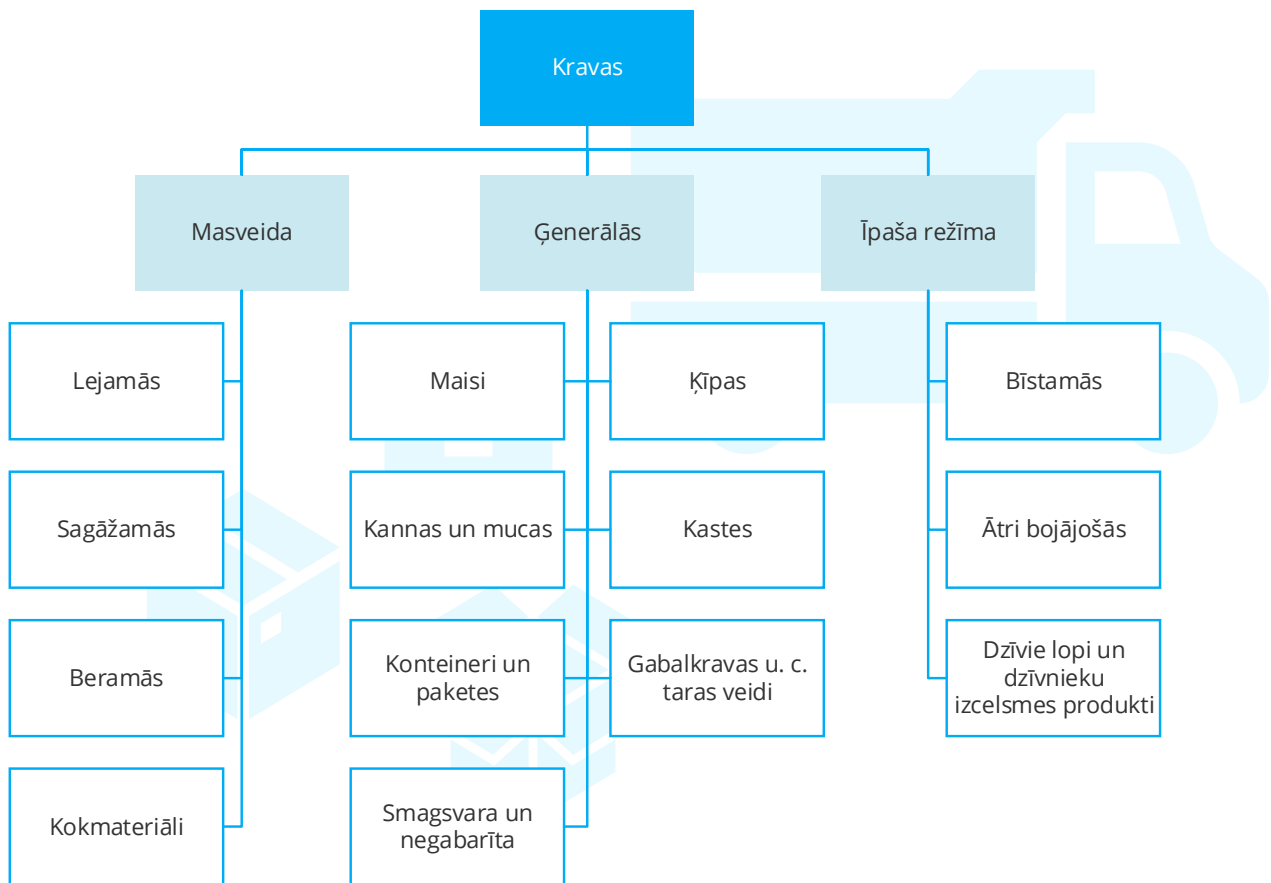 Kravas
Masveida
Ģenerālās
Īpaša režīma
Lejamās
Maisi
Ķīpas
Bīstamās
Sagāžamās
Kannas un mucas
Kastes
Ātri bojājošās
Beramās
Konteineri un
paketes
Gabalkravas u. c.
taras veidi
Dzīvie lopi un
dzīvnieku
izcelsmes produkti
Kokmateriāli
Smagsvara un
negabarīta